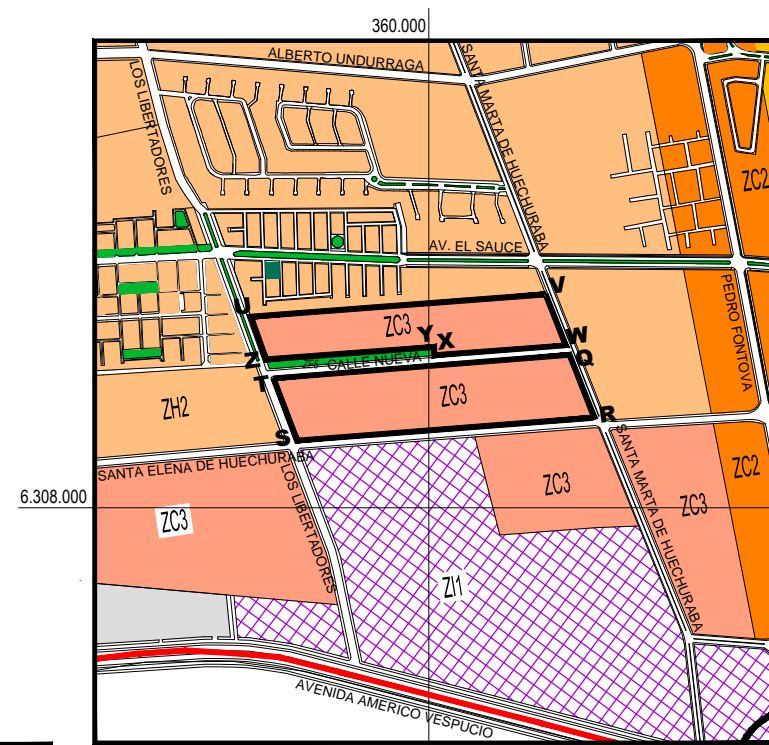 360.000
ALBERTO UNDURRAGA
LOS LIBERTADORES
SANTA MARTA DE HUECHURABA
ZC2
AV. EL SAUCE
PEDRO FONTOVA
U
V
ZC3
Y
X
W
Z
ZE6 CALLE NUEVA
Q
T
ZH2
ZC3
R
S
SANTA ELENA DE HUECHURABA
SANTA MARTA DE HUECHURABA
LOS LIBERTADORES
ZC2
ZC3
ZC3
6.308.000
ZC3
ZI1
AVENIDA AMERICO VESPUCIO